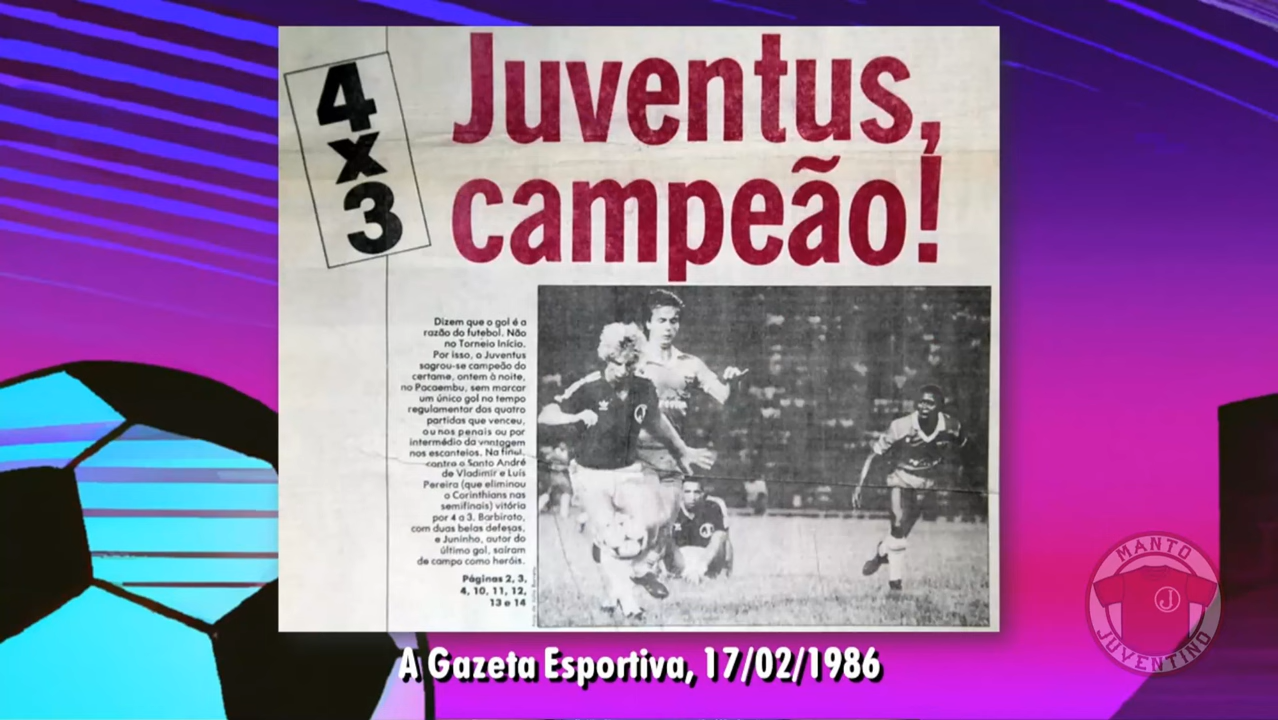 4
x
3
Juventus,
campeão!
Dizem que o gol é a
razão do futebol. Não
no Torneio Início.
Por isso, o Juventus
sagrou-se campeão do
certame, ontem à noite,
no Pacaembu, sem marcar
um único gol no tempo
regulamentar das quatro
partidas que venceu,
ou nos penais ou por
intermédio da vantagem
nos escanteios. Na final,
contra o Santo André
de Vladimir e Luís
Pereira (que eliminou
o Corinthians nas
semifinais) vitória
por 4 a 3. Barbirato,
com duas belas defesas,
e Juninho, autor do
último gol, saíram
de campo como heróis.
Páginas 2, 3,
4, 10, 11, 12,
13 e 14
A Gazeta Esportiva, 17/02/1986
MANTO
J
JUVENTINO